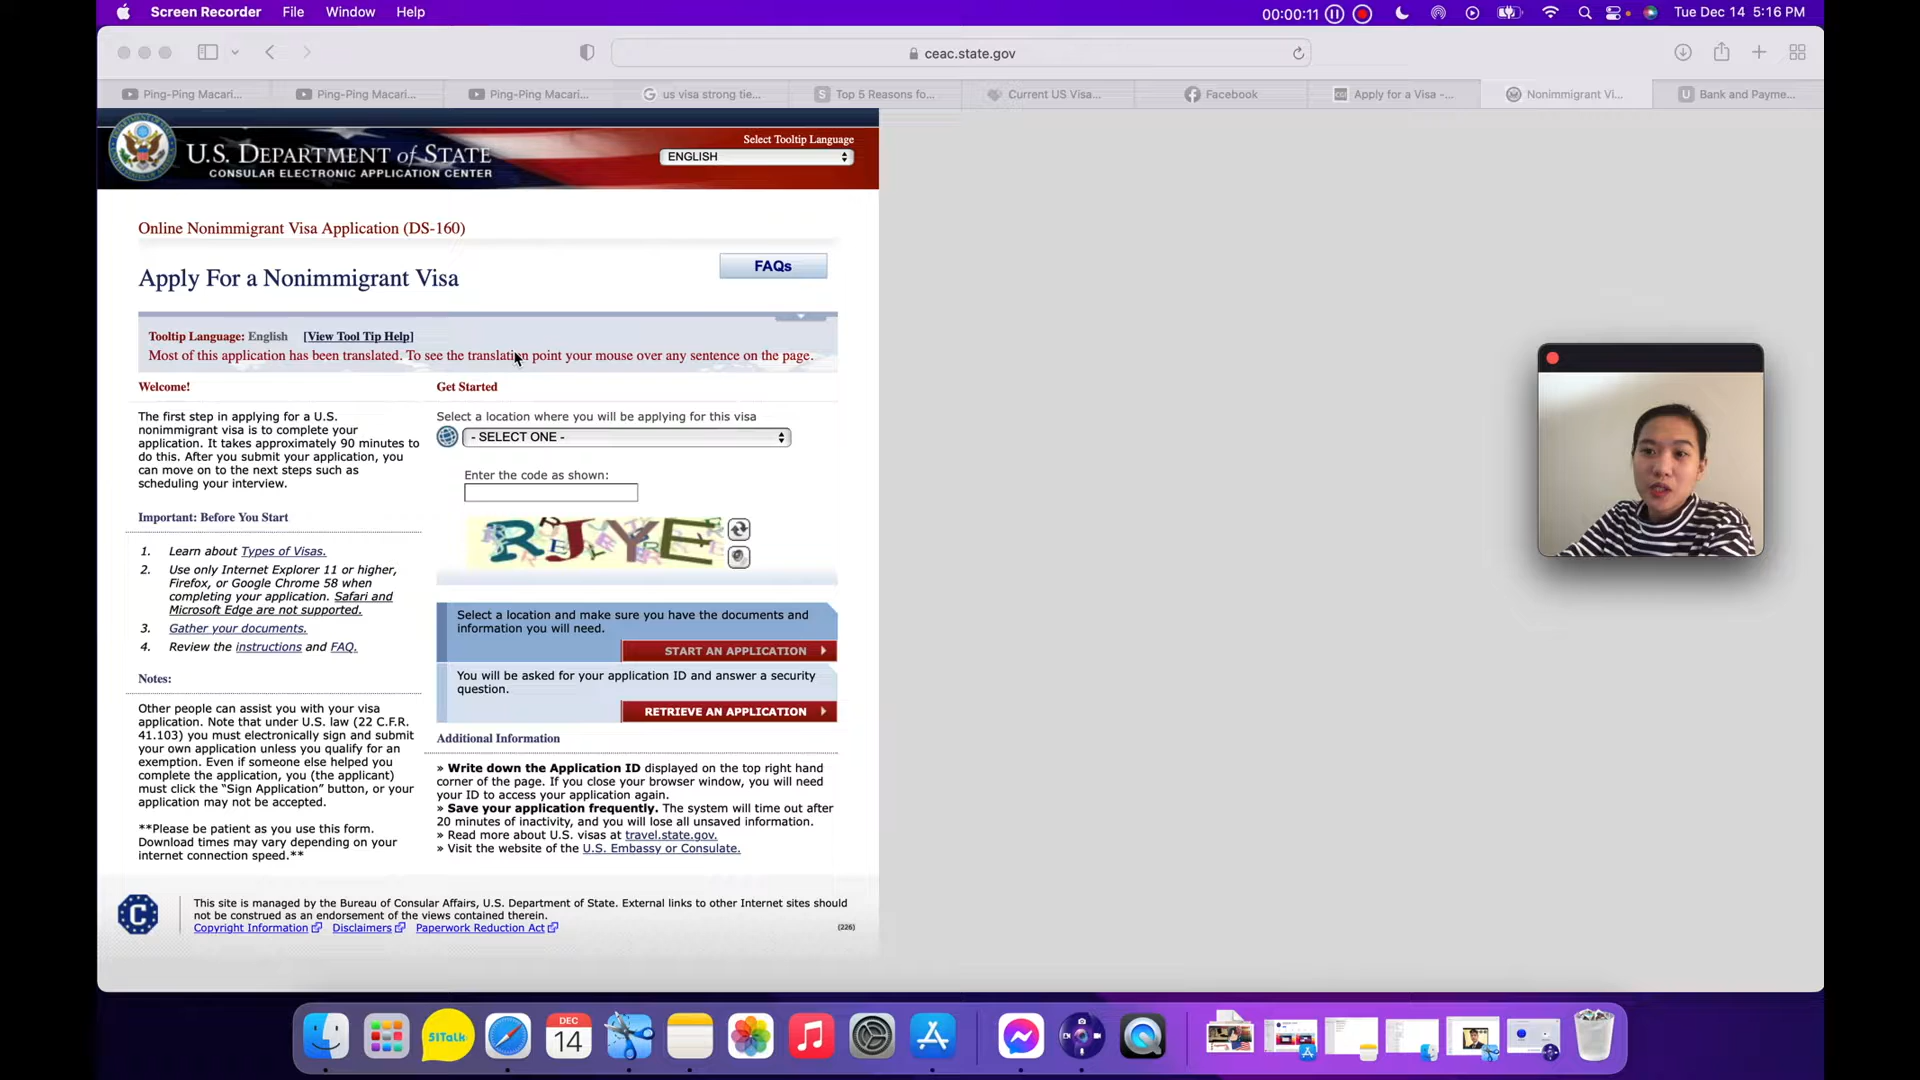 Screen Recorder File Window Help
00:00:11
Tue Dec 14 5:16 PM
ceac.state.gov
Ping-Ping Macari...
Ping-Ping Macari...
Ping-Ping Macari...
us visa strong tie...
Top 5 Reasons fo...
Current US Visa...
Facebook
Apply for a Visa -...
Nonimmigrant Vi...
Bank and Payme...
U.S. DEPARTMENT of STATE
CONSULAR ELECTRONIC APPLICATION CENTER
Select Tooltip Language
ENGLISH
Online Nonimmigrant Visa Application (DS-160)
Apply For a Nonimmigrant Visa
FAQs
Tooltip Language: English [View Tool Tip Help]
Most of this application has been translated. To see the translation point your mouse over any sentence on the page.
Welcome!
The first step in applying for a U.S.
nonimmigrant visa is to complete your
application. It takes approximately 90 minutes to
do this. After you submit your application, you
can move on to the next steps such as
scheduling your interview.
Important: Before You Start
1. Learn about Types of Visas.
2. Use only Internet Explorer 11 or higher,
Firefox, or Google Chrome 58 when
completing your application. Safari and
Microsoft Edge are not supported.
3. Gather your documents.
4. Review the instructions and FAQ.
Notes:
Other people can assist you with your visa
application. Note that under U.S. law (22 C.F.R.
41.103) you must electronically sign and submit
your own application unless you qualify for an
exemption. Even if someone else helped you
complete the application, you (the applicant)
must click the “Sign Application” button, or your
application may not be accepted.
**Please be patient as you use this form.
Download times may vary depending on your
internet connection speed.**
Get Started
Select a location where you will be applying for this visa
- SELECT ONE -
Enter the code as shown:
RJYE
Select a location and make sure you have the documents and
information you will need.
START AN APPLICATION
You will be asked for your application ID and answer a security
question.
RETRIEVE AN APPLICATION
Additional Information
» Write down the Application ID displayed on the top right hand
corner of the page. If you close your browser window, you will need
your ID to access your application again.
» Save your application frequently. The system will time out after
20 minutes of inactivity, and you will lose all unsaved information.
» Read more about U.S. visas at travel.state.gov.
» Visit the website of the U.S. Embassy or Consulate.
This site is managed by the Bureau of Consular Affairs, U.S. Department of State. External links to other Internet sites should
not be construed as an endorsement of the views contained therein.
Copyright Information Disclaimers Paperwork Reduction Act
(226)
51Talk
DEC
14